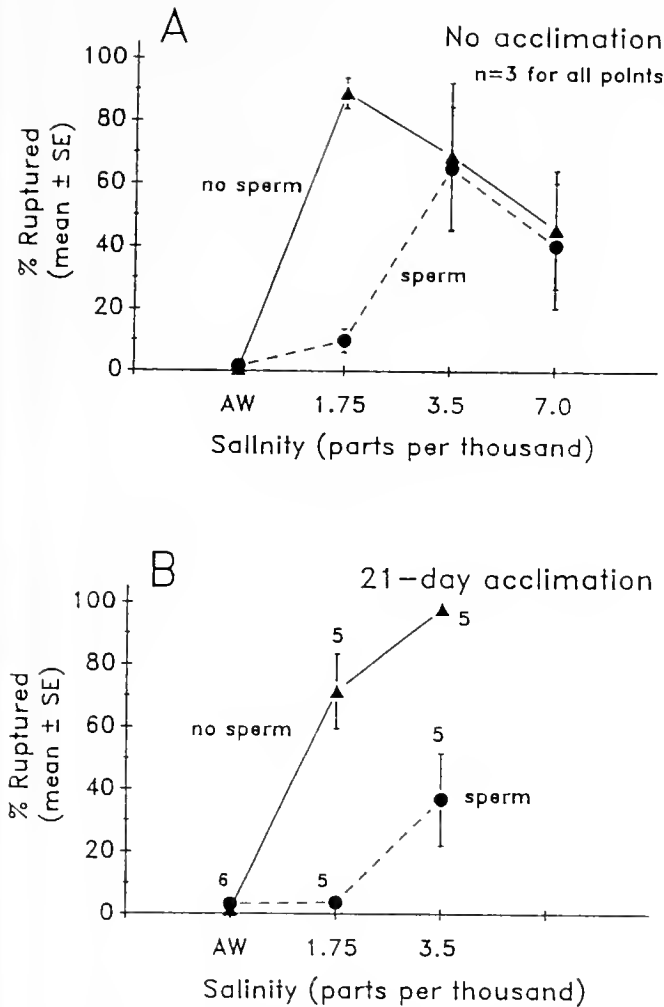 A
No acclimation
n=3 for all points
100
80
60
40
20
0
% Ruptured
(mean ± SE)
no sperm
sperm
AW 1.75 3.5 7.0
Salinity (parts per thousand)
B
21-day acclimation
100
80
60
40
20
0
% Ruptured
(mean ± SE)
5
5
no sperm
5
sperm
6
5
AW 1.75 3.5
Salinity (parts per thousand)